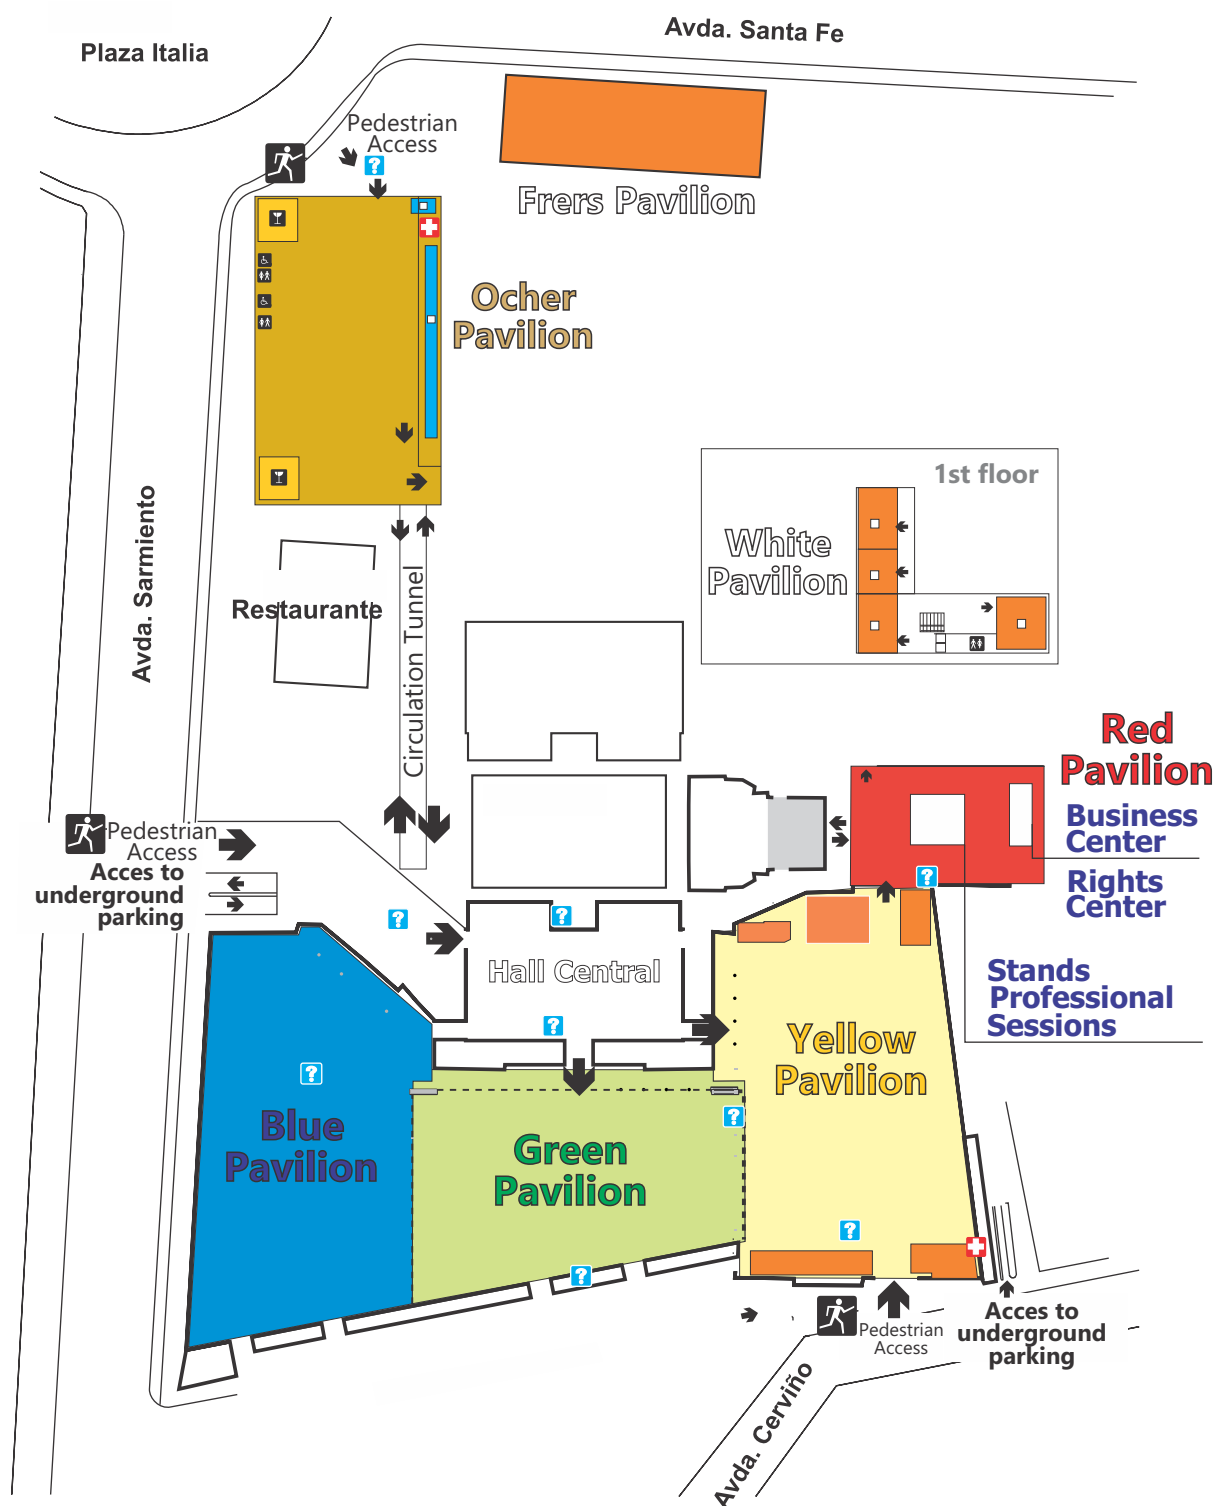 Plaza Italia
Avda. Santa Fe
Pedestrian
Access
?
Frers Pavilion
Ocher
Pavilion
1st floor
White
Pavilion
Avda. Sarmiento
Restaurante
Circulation Tunnel
Red
Pavilion
Business
Center
Rights
Center
Stands
Professional
Sessions
Pedestrian
Access
Acces to
underground
parking
?
?
?
Hall Central
?
Yellow
Pavilion
?
Blue
Pavilion
?
Green
Pavilion
?
?
Pedestrian
Access
Acces to
underground
parking
Avda. Cerviño